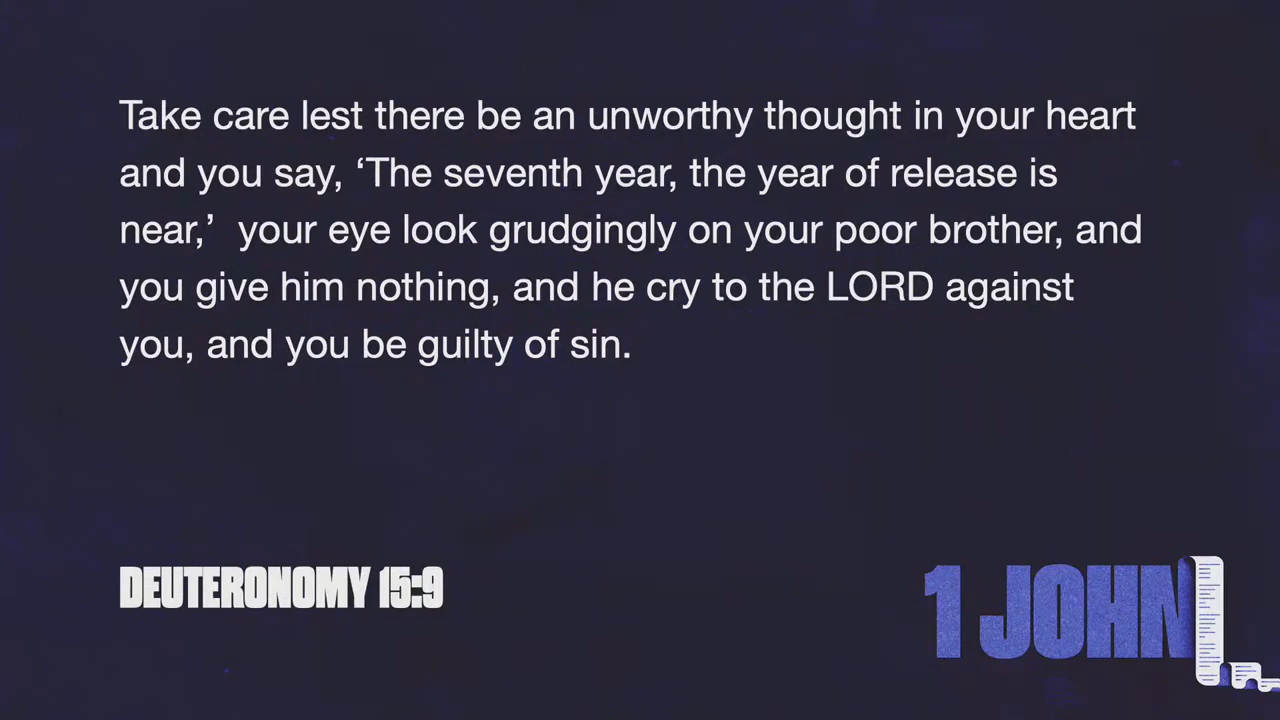 Take care lest there be an unworthy thought in your heart
and you say, ‘The seventh year, the year of release is
near,’  your eye look grudgingly on your poor brother, and
you give him nothing, and he cry to the LORD against
you, and you be guilty of sin.
DEUTERONOMY 15:9
1 JOHN